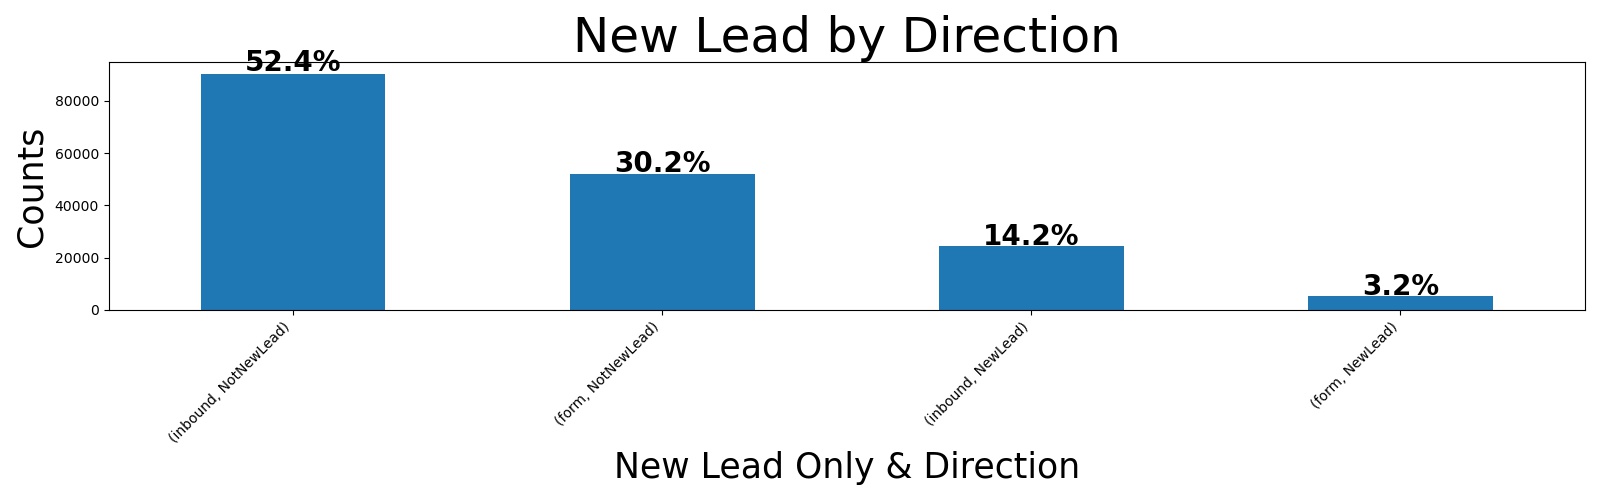 New Lead by Direction
52.4%
30.2%
14.2%
3.2%
80000
60000
40000
20000
0
Counts
(inbound, NotNewLead)
(form, NotNewLead)
(inbound, NewLead)
(form, NewLead)
New Lead Only & Direction